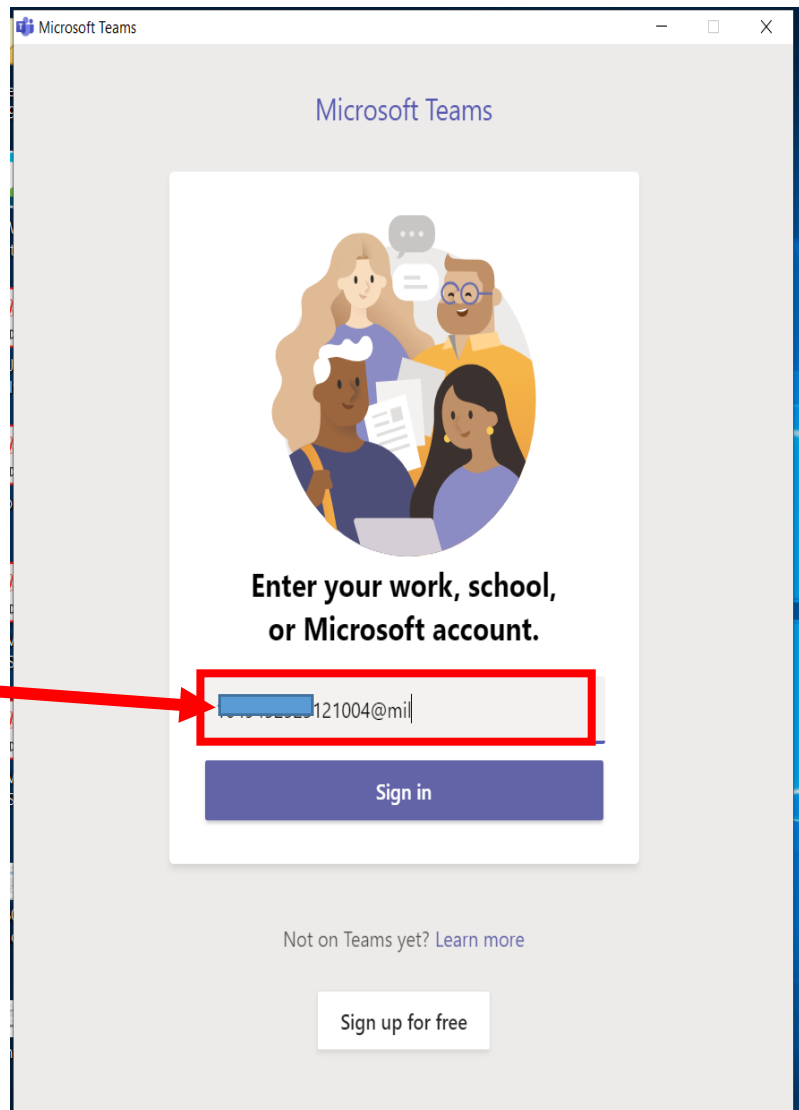 Microsoft Teams
Microsoft Teams
Enter your work, school,
or Microsoft account.
121004@mil
Sign in
Not on Teams yet? Learn more
Sign up for free